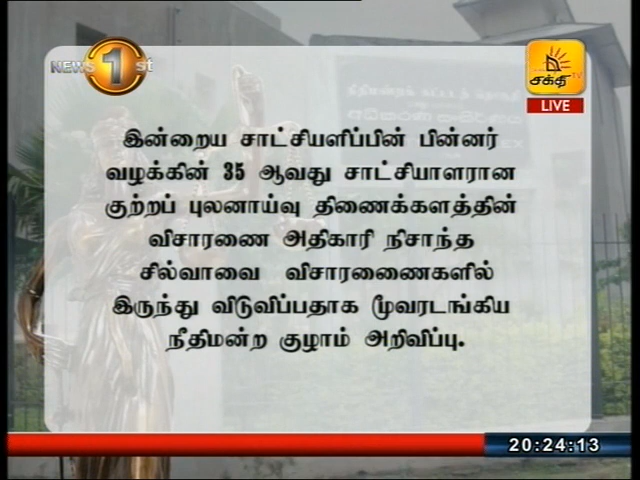 NEWS 1st
சக்தி TV
LIVE
இன்றைய சாட்சியளிப்பின் பின்னர்
வழக்கின் 35 ஆவது சாட்சியாளரான
குற்றப் புலனாய்வு திணைக்களத்தின்
விசாரணை அதிகாரி நிசாந்த
சில்வாவை விசாரணைைகளில்
இருந்து விடுவிப்பதாக மூவரடங்கிய
நீதிமன்ற குழாம் அறிவிப்பு.
20:24:13